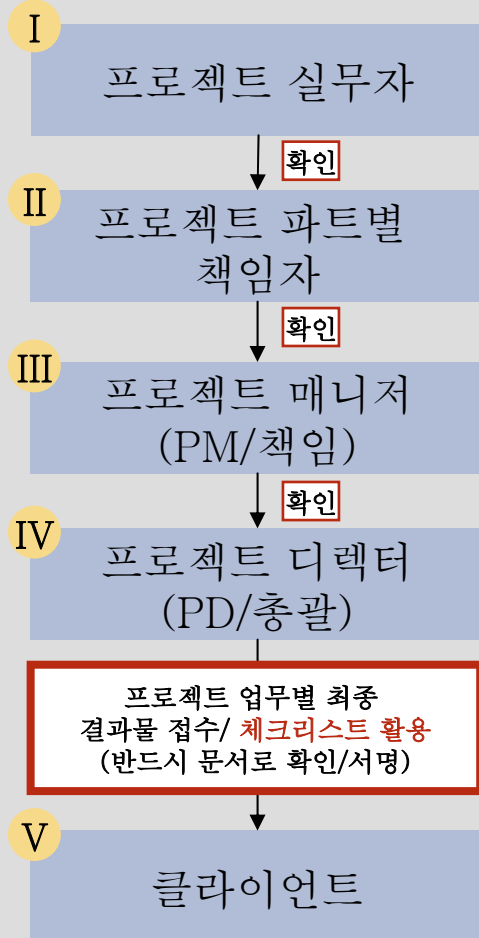 I
프로젝트 실무자
확인
II
프로젝트 파트별
책임자
확인
III
프로젝트 매니저
(PM/책임)
확인
IV
프로젝트 디렉터
(PD/총괄)
프로젝트 업무별 최종
결과물 접수/ 체크리스트 활용
(반드시 문서로 확인/서명)
V
클라이언트